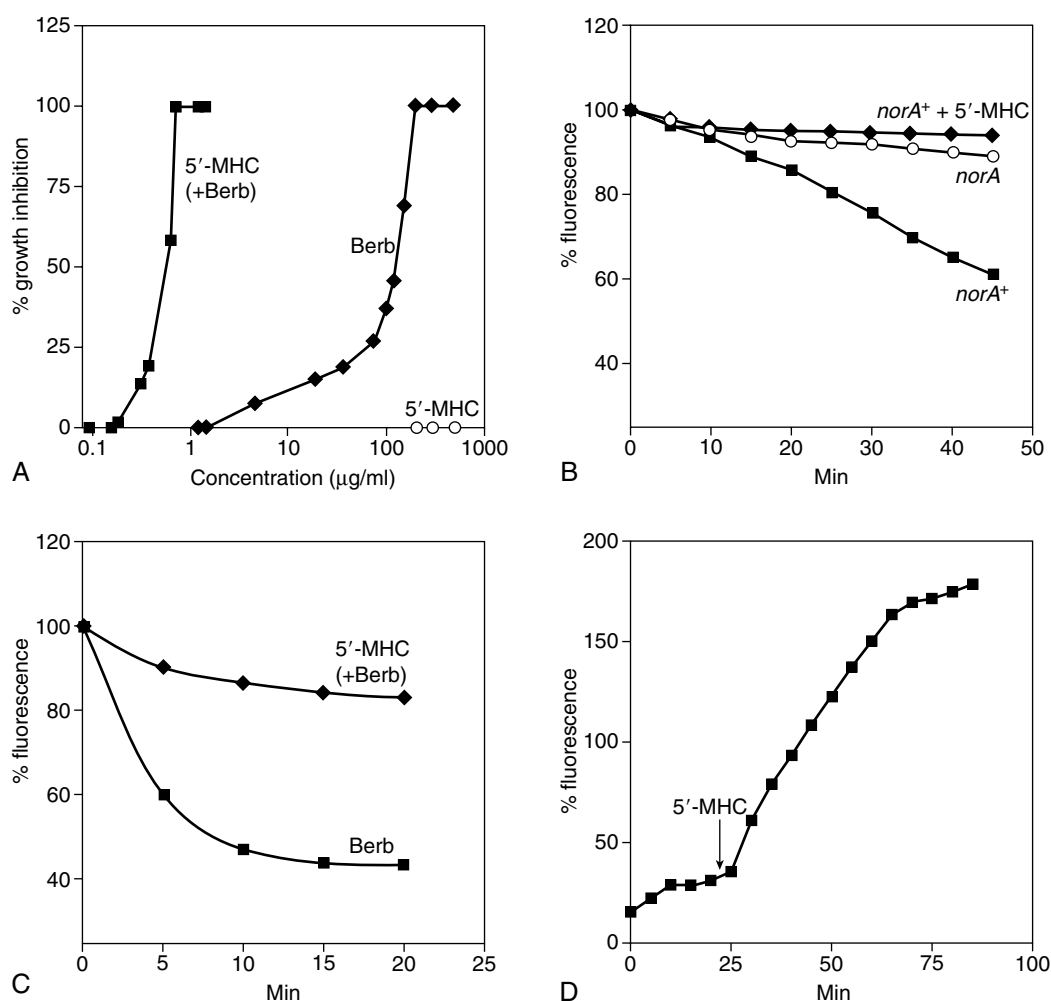 125
100
75
50
25
0
% growth inhibition
5′-MHC
(+Berb)
Berb
5′-MHC
0.1 1 10 100 1000
Concentration (μg/ml)
A
120
100
80
60
40
% fluorescence
norA+ + 5′-MHC
norA
norA+
0 10 20 30 40 50
Min
B
120
100
80
60
40
% fluorescence
5′-MHC
(+Berb)
Berb
0 5 10 15 20 25
Min
C
200
150
100
50
0
% fluorescence
5′-MHC
0 25 50 75 100
Min
D